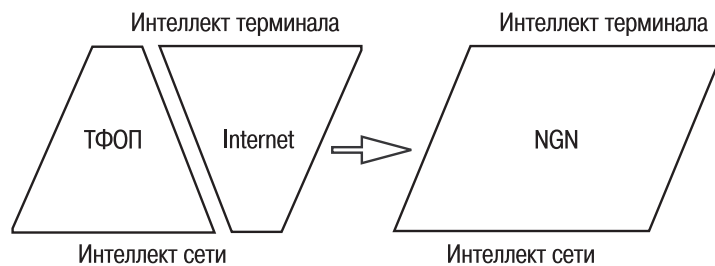 Интеллект терминала
Интеллект терминала
ТФОП
Internet
NGN
Интеллект сети
Интеллект сети